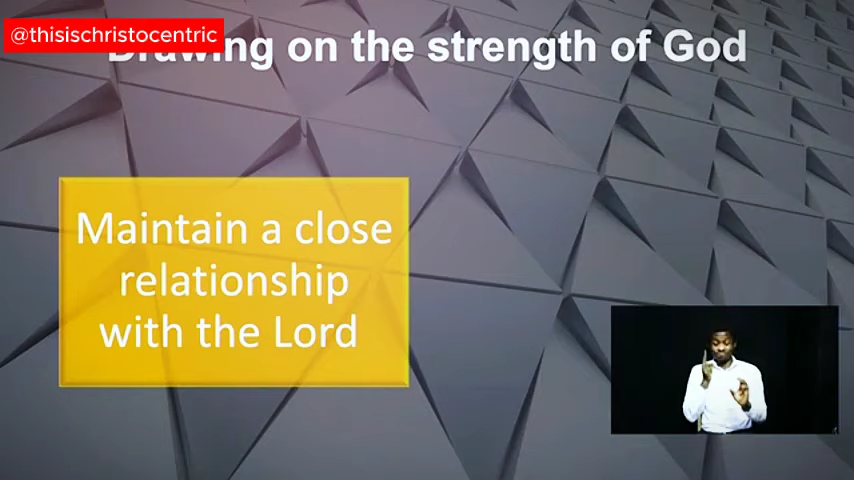 @thisischristocentric
Drawing on the strength of God
Maintain a close
relationship
with the Lord